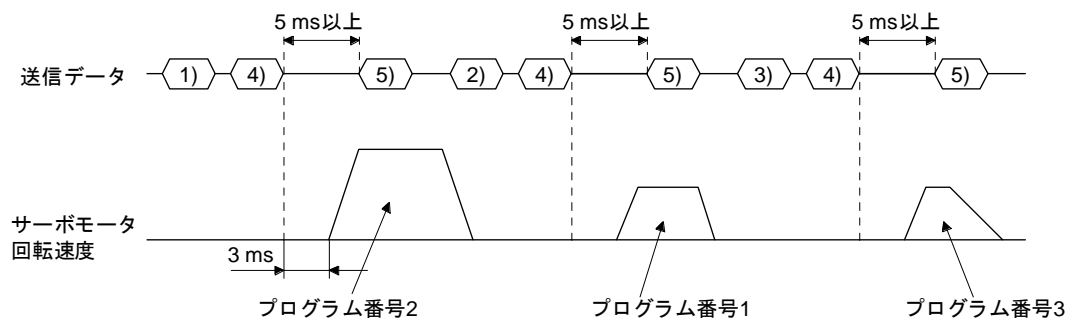 5 ms以上 5 ms以上 5 ms以上
送信データ 1) 4) 5) 2) 4) 5) 3) 4) 5)
サーボモータ
回転速度
3 ms
プログラム番号2 プログラム番号1 プログラム番号3